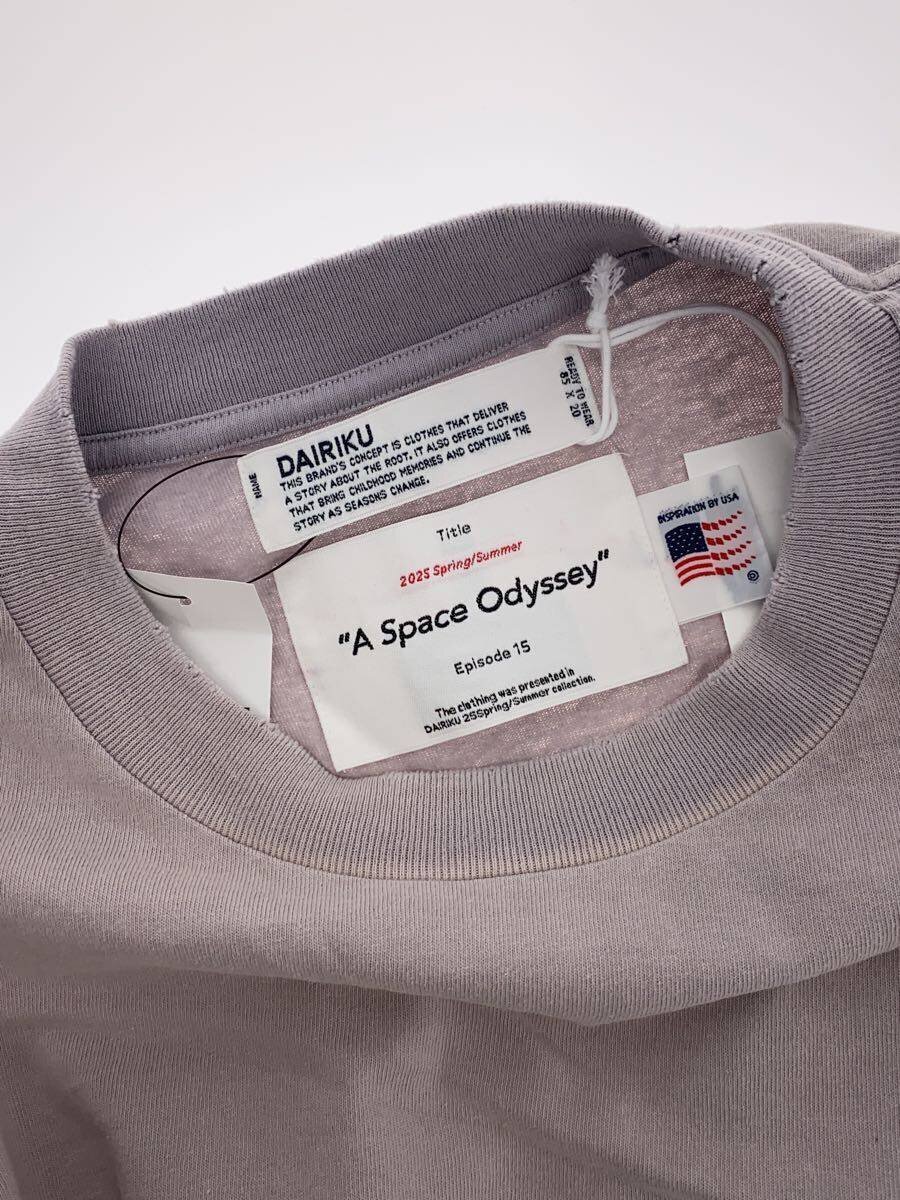 DAIRIKU
THIS BRAND'S CONCEPT IS CLOTHES THAT DELIVER
A STORY ABOUT THE ROOT. IT ALSO OFFERS CLOTHES
THAT BRING CHILDHOOD MEMORIES AND CONTINUE THE
STORY AS SEASONS CHANGE.
NAME
READY TO WEAR
85 X 20
Title
2025 Spring/Summer
"A Space Odyssey"
Episode 15
The clothing was presented in
DAIRIKU 25Spring/Summer collection.
INSPIRATION BY USA
©